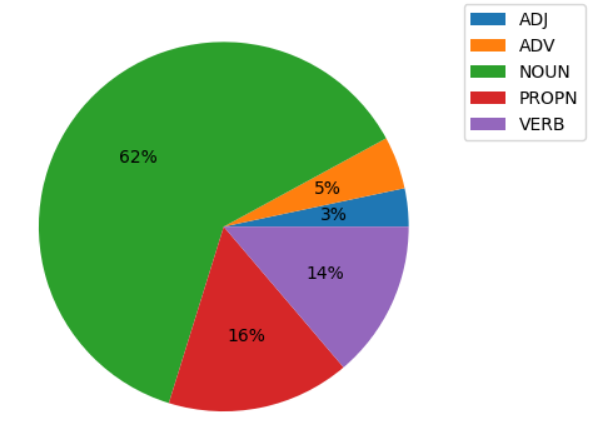 ADJ
ADV
NOUN
PROPN
VERB
62%
5%
3%
14%
16%